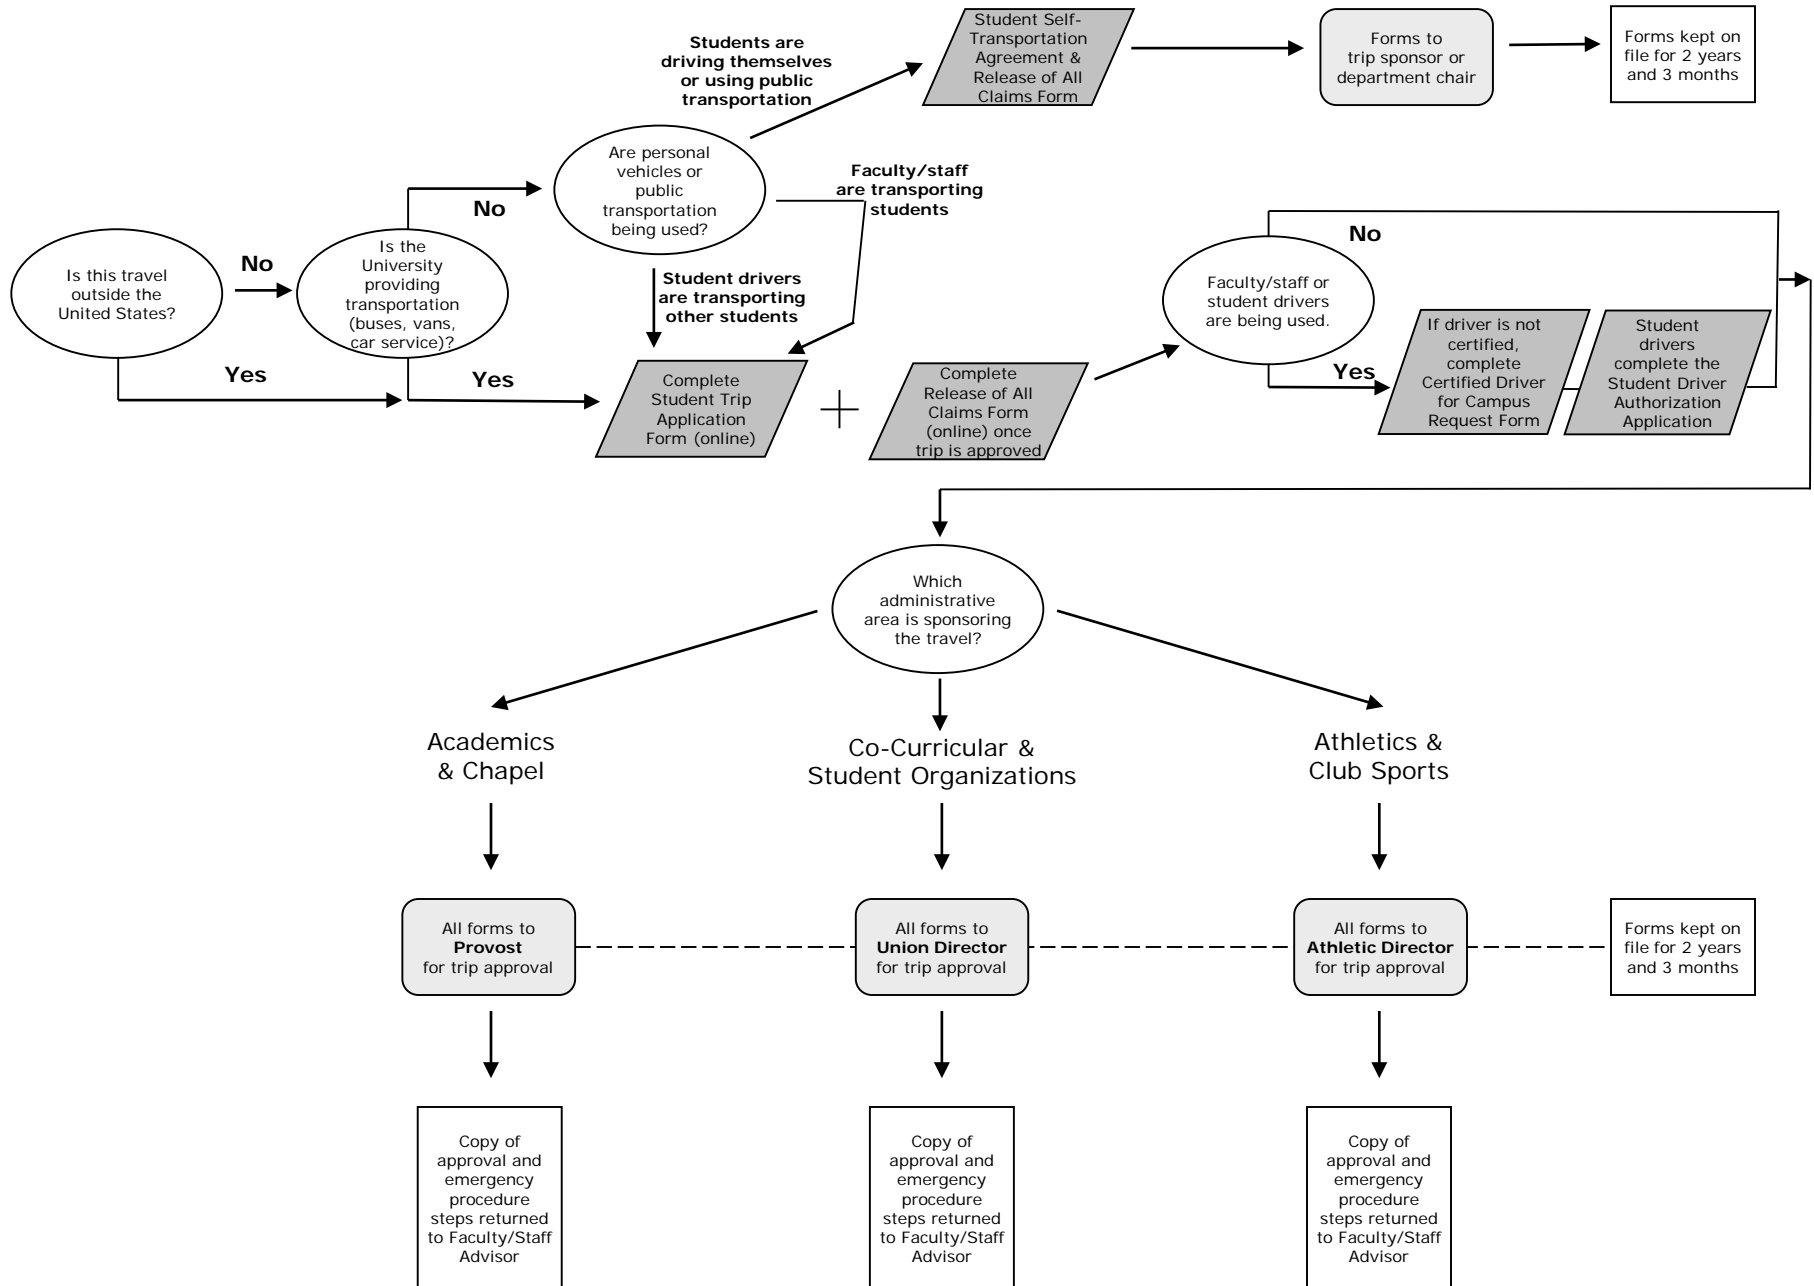 Students are
driving themselves
or using public
transportation
Student Self-
Transportation
Agreement &
Release of All
Claims Form
Forms to
trip sponsor or
department chair
Forms kept on
file for 2 years
and 3 months
Are personal
vehicles or
public
transportation
being used?
Faculty/staff
are transporting
students
No
Is this travel
outside the
United States?
No
Is the
University
providing
transportation
(buses, vans,
car service)?
Student drivers
are transporting
other students
Yes
Yes
Complete
Student Trip
Application
Form (online)
Complete
Release of All
Claims Form
(online) once
trip is approved
Faculty/staff or
student drivers
are being used.
No
Yes
If driver is not
certified,
complete
Certified Driver
for Campus
Request Form
Student
drivers
complete the
Student Driver
Authorization
Application
Which
administrative
area is sponsoring
the travel?
Academics
& Chapel
Co-Curricular &
Student Organizations
Athletics &
Club Sports
All forms to
Provost
for trip approval
All forms to
Union Director
for trip approval
All forms to
Athletic Director
for trip approval
Forms kept on
file for 2 years
and 3 months
Copy of
approval and
emergency
procedure
steps returned
to Faculty/Staff
Advisor
Copy of
approval and
emergency
procedure
steps returned
to Faculty/Staff
Advisor
Copy of
approval and
emergency
procedure
steps returned
to Faculty/Staff
Advisor